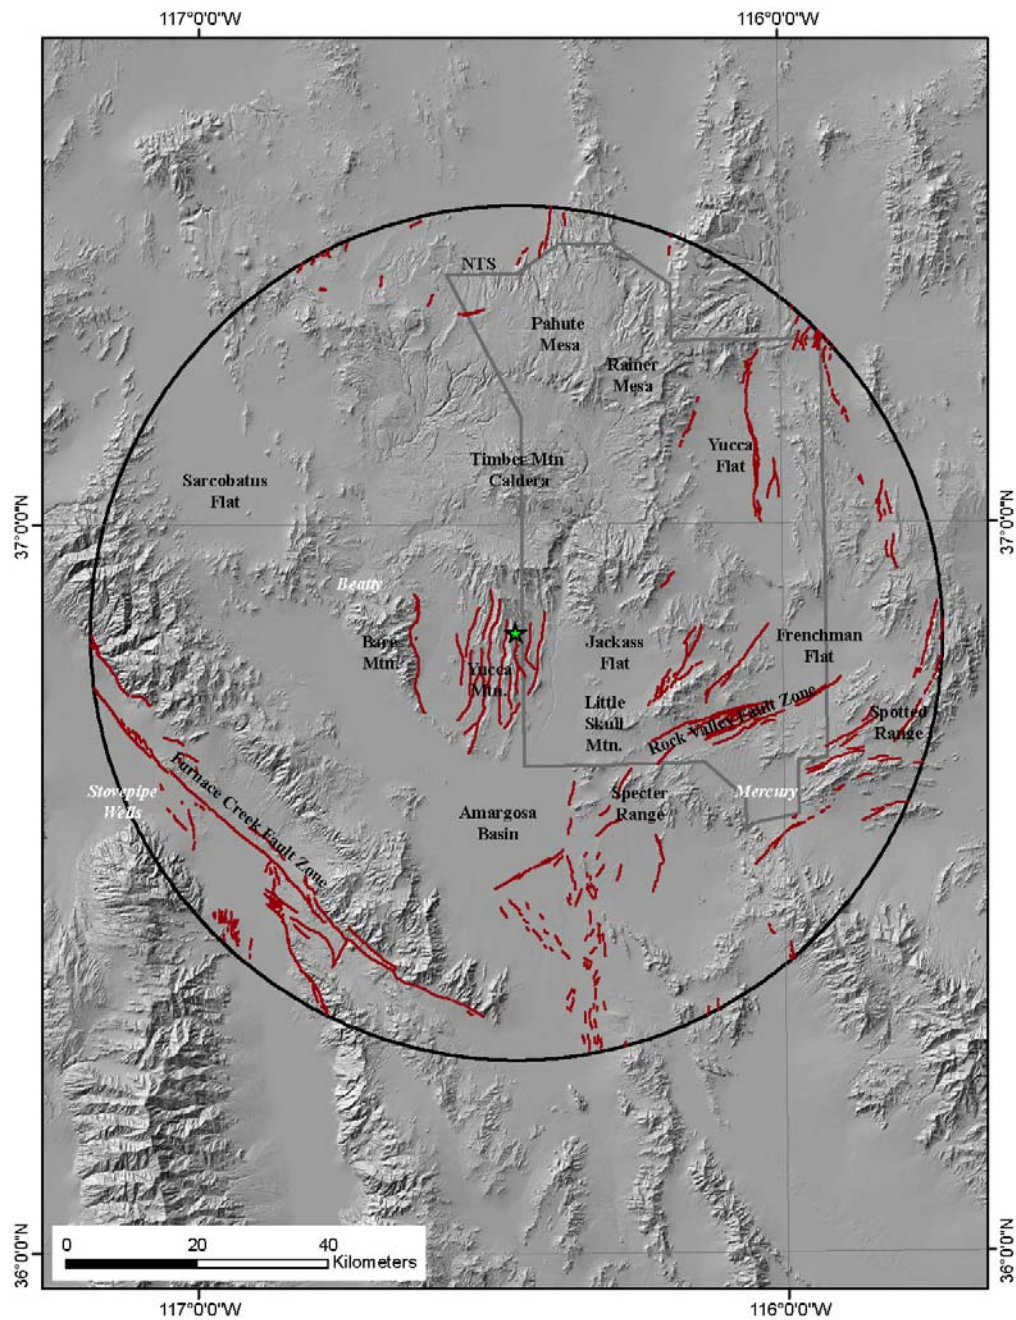 117°0'0"W
116°0'0"W
NTS
Pahute
Mesa
Rainer
Mesa
Yucca
Flat
Timber Mtn
Caldera
Sarcobatus
Flat
37°0'0"N
37°0'0"N
Beatty
Bare
Mtn.
Yucca
Mtn.
Jackass
Flat
Frenchman
Flat
Little
Skull
Mtn.
Rock Valley Fault Zone
Spotted
Range
Furnace Creek Fault Zone
Stovepipe
Wells
Amargosa
Basin
Specter
Range
Mercury
36°0'0"N
36°0'0"N
0
20
40
Kilometers
117°0'0"W
116°0'0"W